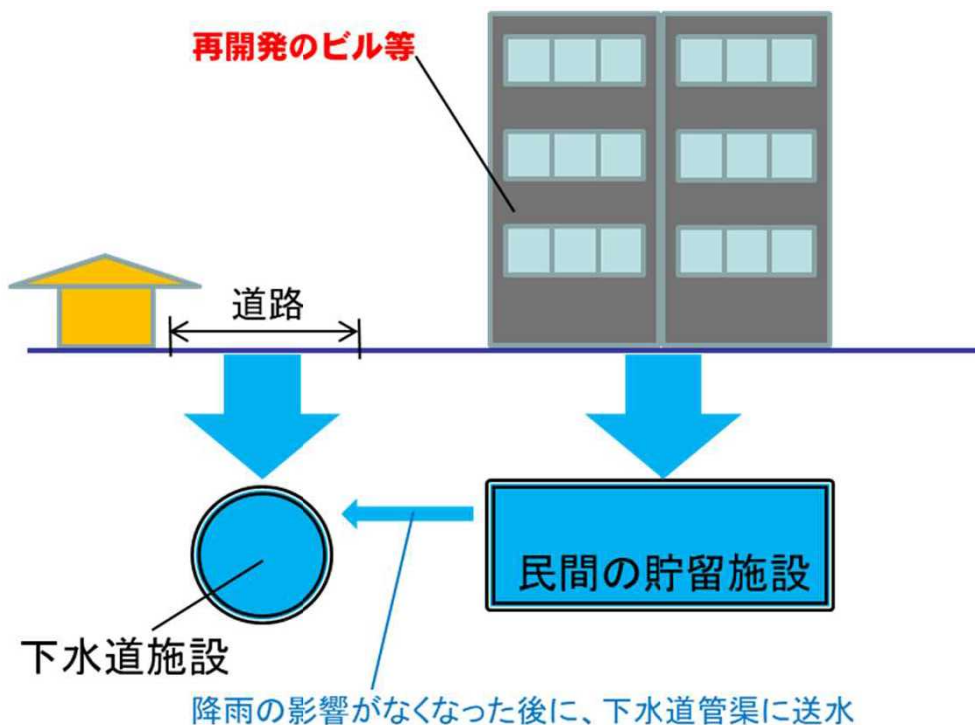 再開発のビル等
道路
民間の貯留施設
下水道施設
降雨の影響がなくなった後に、下水道管渠に送水